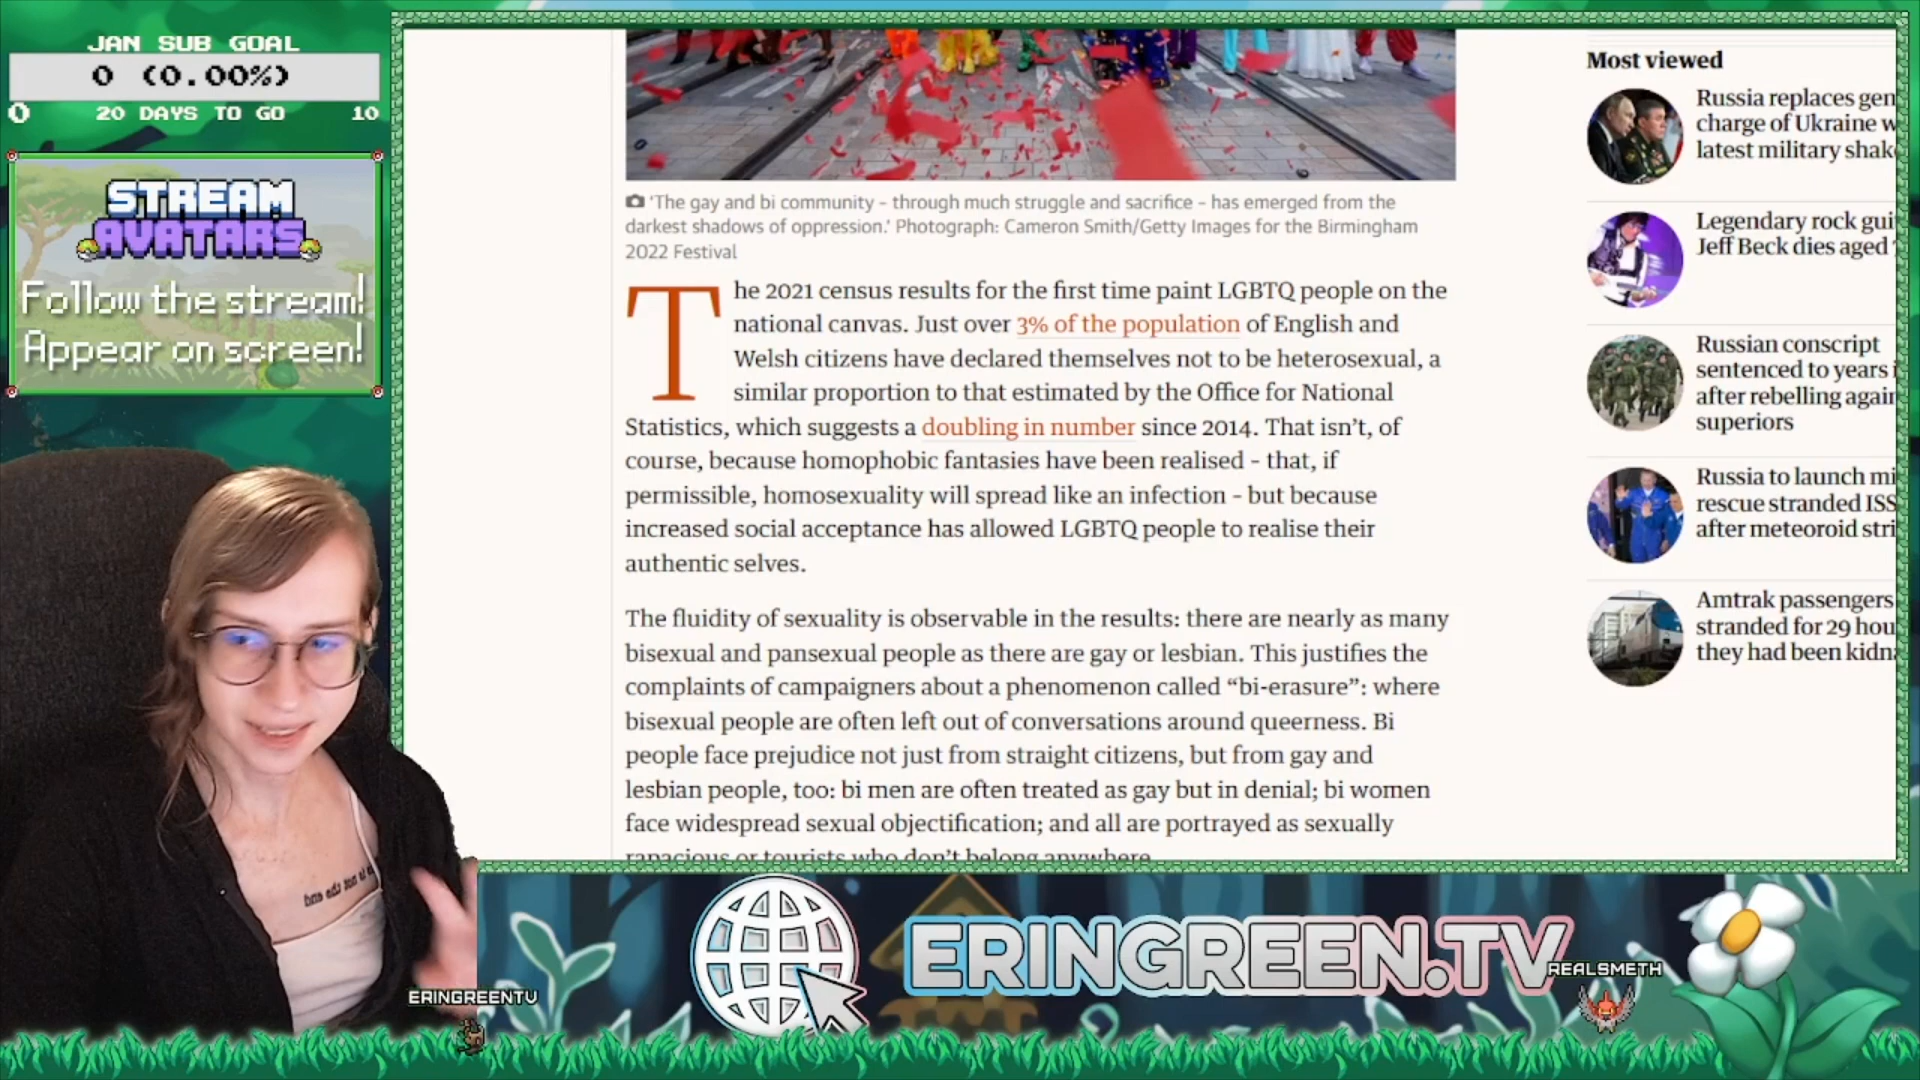 JAN SUB GOAL
0 (0.00%)
0 20 DAYS TO GO 10
STREAM
AVATARS
Follow the stream!
Appear on screen!
'The gay and bi community – through much struggle and sacrifice – has emerged from the
darkest shadows of oppression.' Photograph: Cameron Smith/Getty Images for the Birmingham
2022 Festival
The 2021 census results for the first time paint LGBTQ people on the
national canvas. Just over 3% of the population of English and
Welsh citizens have declared themselves not to be heterosexual, a
similar proportion to that estimated by the Office for National
Statistics, which suggests a doubling in number since 2014. That isn't, of
course, because homophobic fantasies have been realised – that, if
permissible, homosexuality will spread like an infection – but because
increased social acceptance has allowed LGBTQ people to realise their
authentic selves.
The fluidity of sexuality is observable in the results: there are nearly as many
bisexual and pansexual people as there are gay or lesbian. This justifies the
complaints of campaigners about a phenomenon called “bi-erasure”: where
bisexual people are often left out of conversations around queerness. Bi
people face prejudice not just from straight citizens, but from gay and
lesbian people, too: bi men are often treated as gay but in denial; bi women
face widespread sexual objectification; and all are portrayed as sexually
rapacious or tourists who don't belong anywhere.
Most viewed
Russia replaces gen
charge of Ukraine w
latest military shak
Legendary rock gui
Jeff Beck dies aged
Russian conscript
sentenced to years i
after rebelling again
superiors
Russia to launch mi
rescue stranded ISS
after meteoroid stri
Amtrak passengers
stranded for 29 hou
they had been kidna
ERINGREENTV
ERINGREEN.TV
REALSMETH